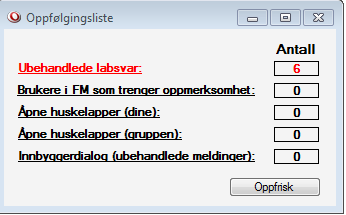 Oppfølgingsliste
Antall
Ubehandlede labsvar: 6
Brukere i FM som trenger oppmerksomhet: 0
Åpne huskelapper (dine): 0
Åpne huskelapper (gruppen): 0
Innbyggerdialog (ubehandlede meldinger): 0
Oppfrisk